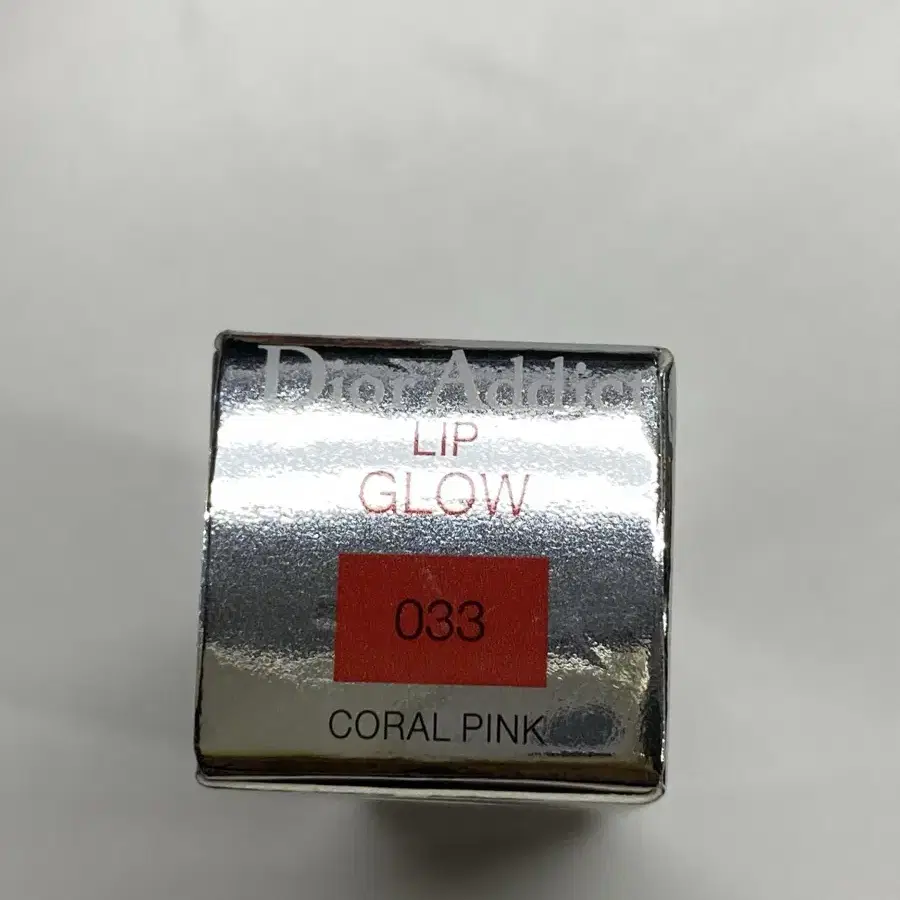 Dior Addict
LIP
GLOW
033
CORAL PINK